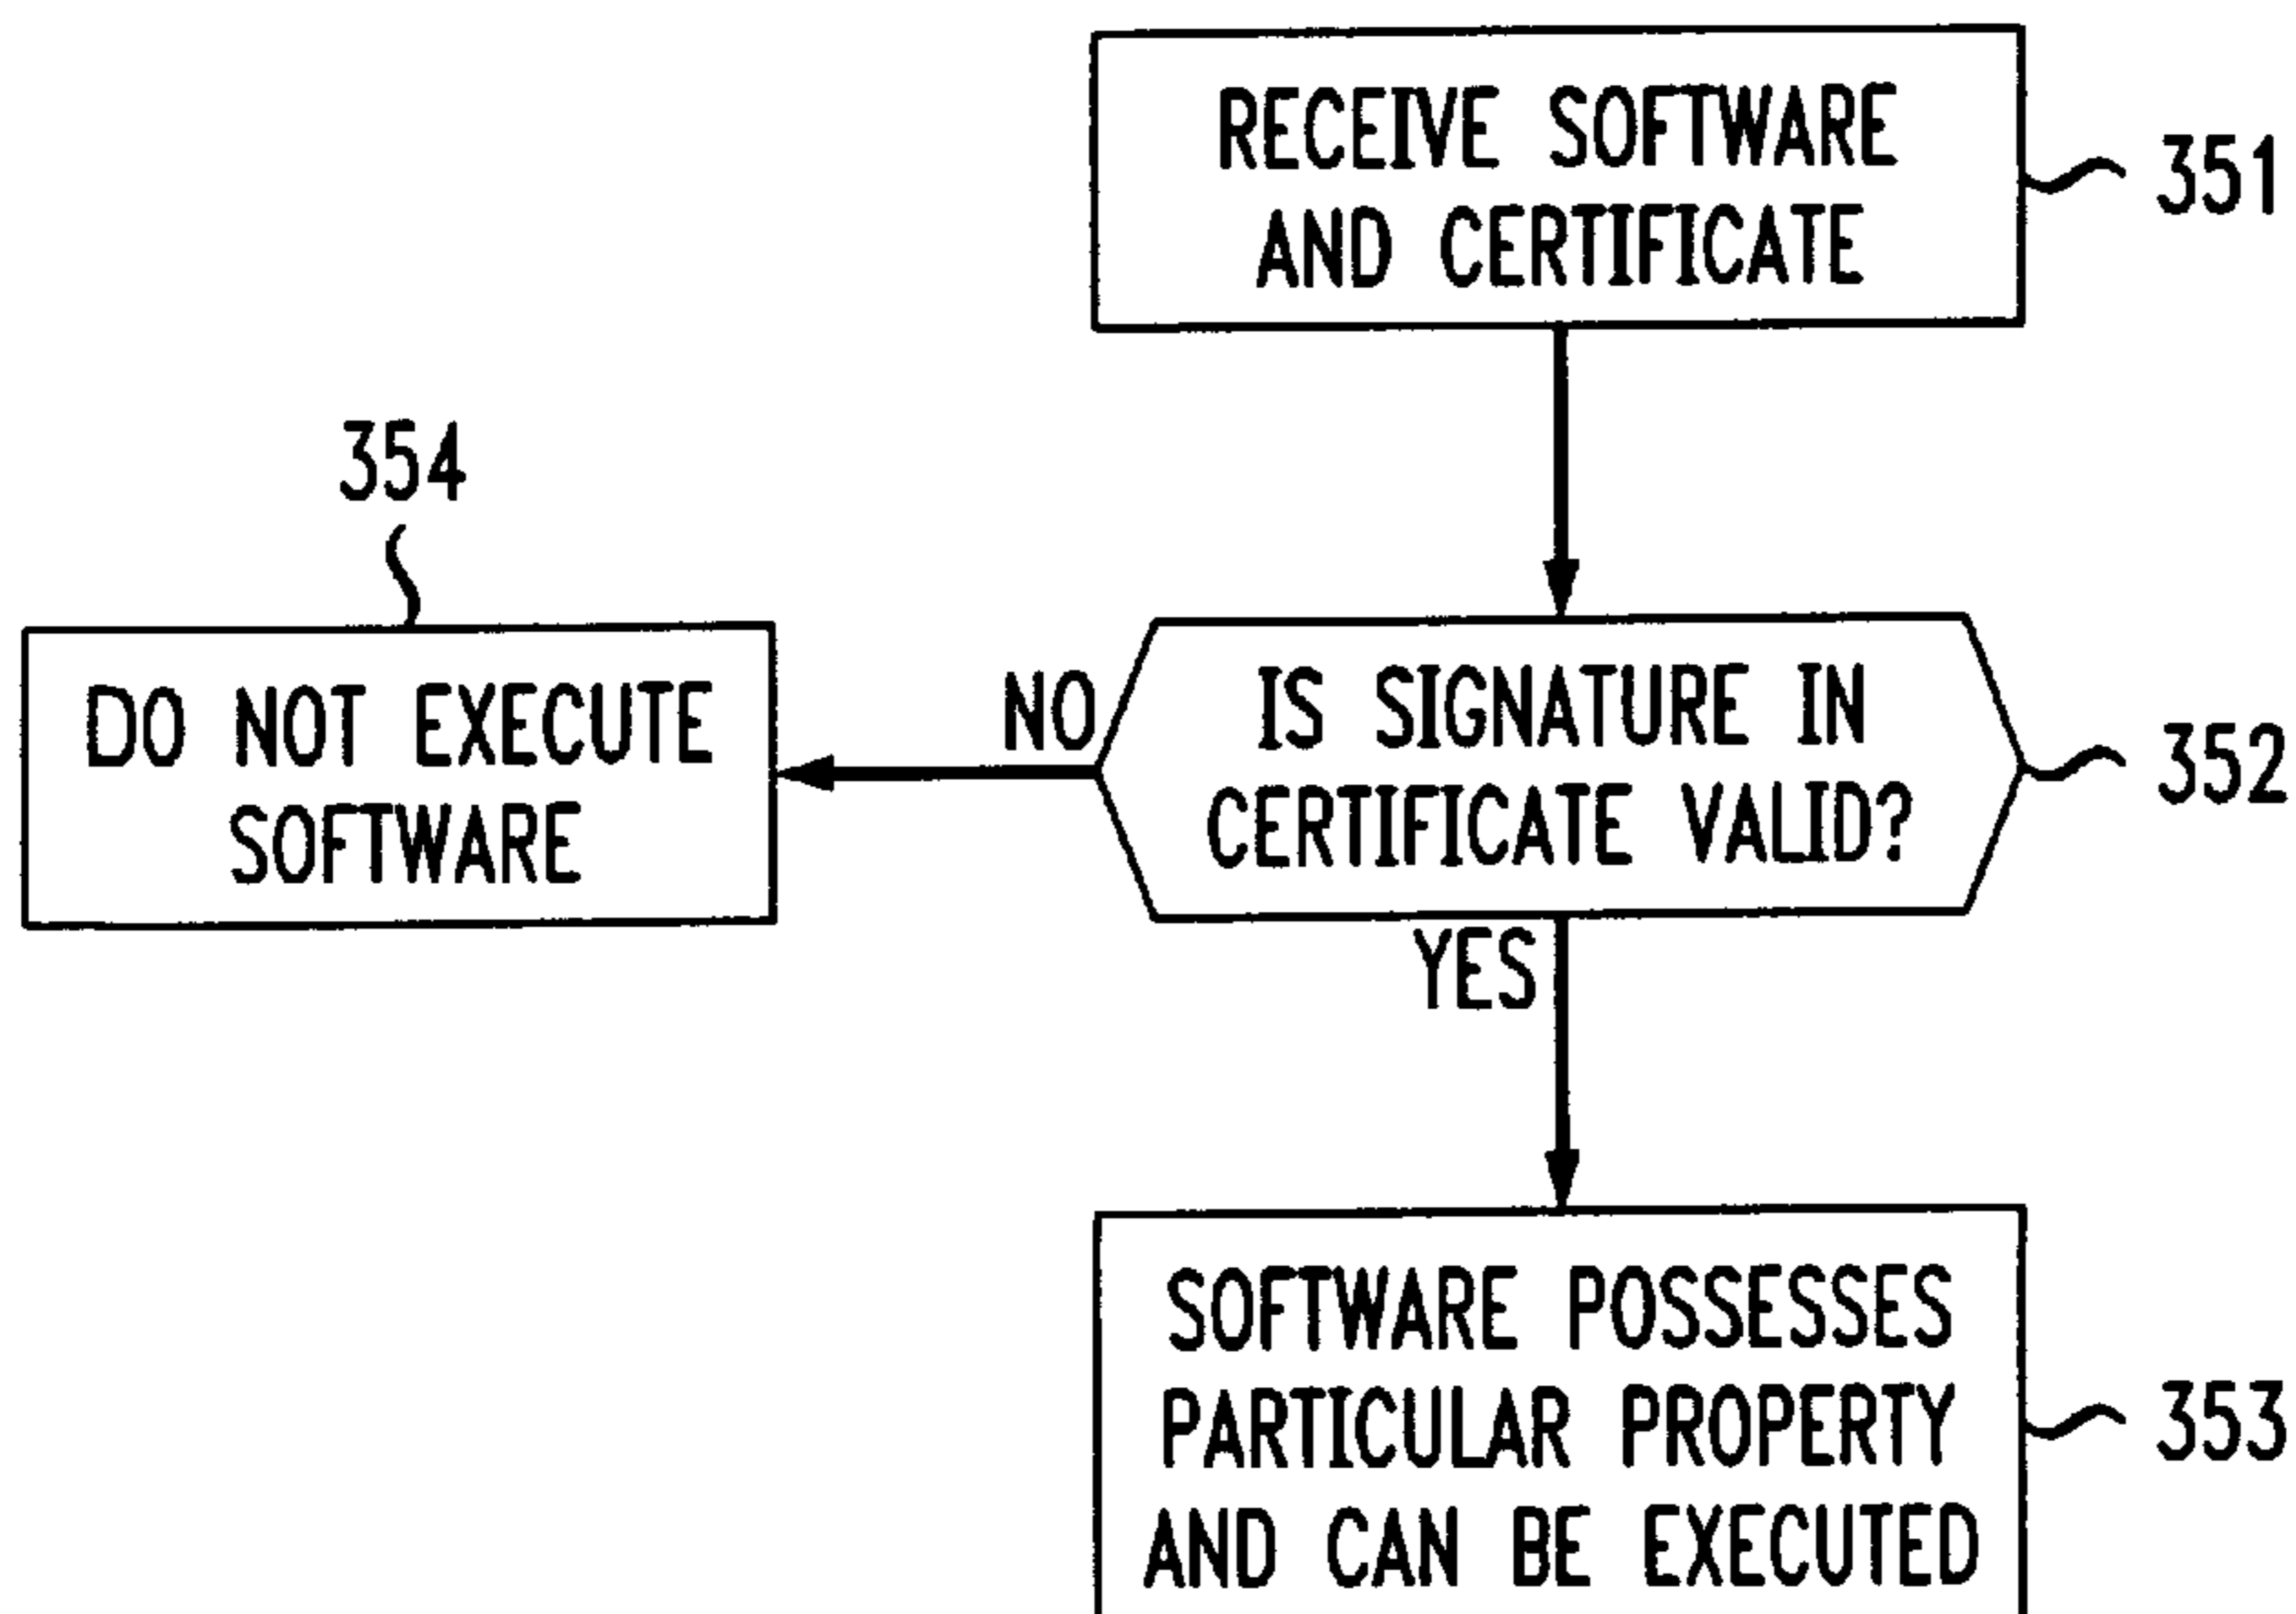 RECEIVE SOFTWARE
AND CERTIFICATE
351
354
DO NOT EXECUTE
SOFTWARE
NO
IS SIGNATURE IN
CERTIFICATE VALID?
352
YES
SOFTWARE POSSESSES
PARTICULAR PROPERTY
AND CAN BE EXECUTED
353